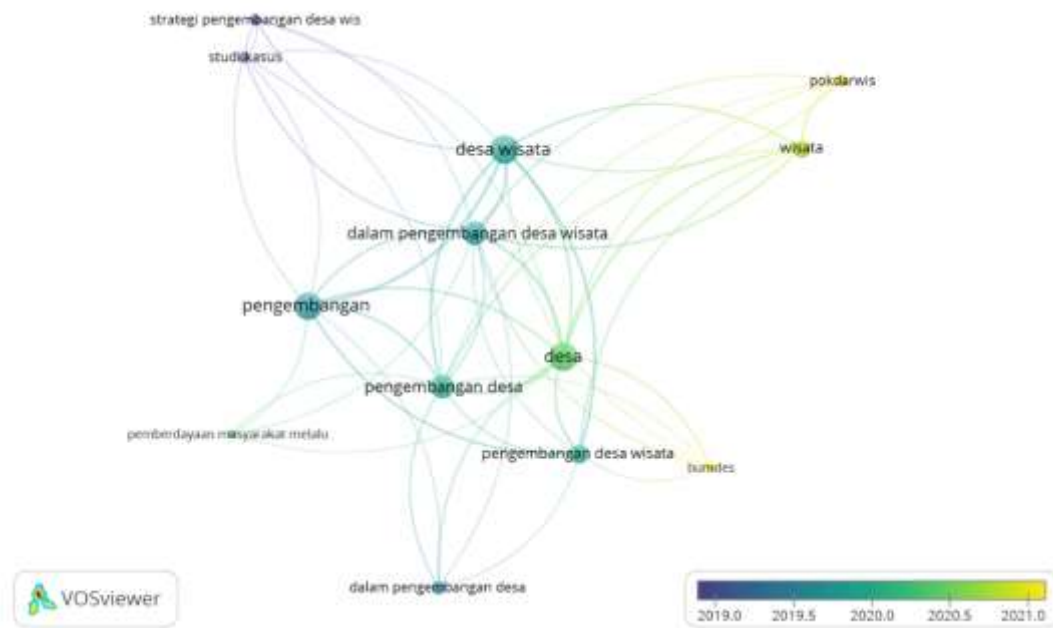 strategi pengembangan desa wis
studi kasus
pokdarwis
desa wisata
wisata
dalam pengembangan desa wisata
pengembangan
desa
pengembangan desa
pemberdayaan masyarakat melalu
pengembangan desa wisata
bumdes
dalam pengembangan desa
VOSviewer
2019.0 2019.5 2020.0 2020.5 2021.0